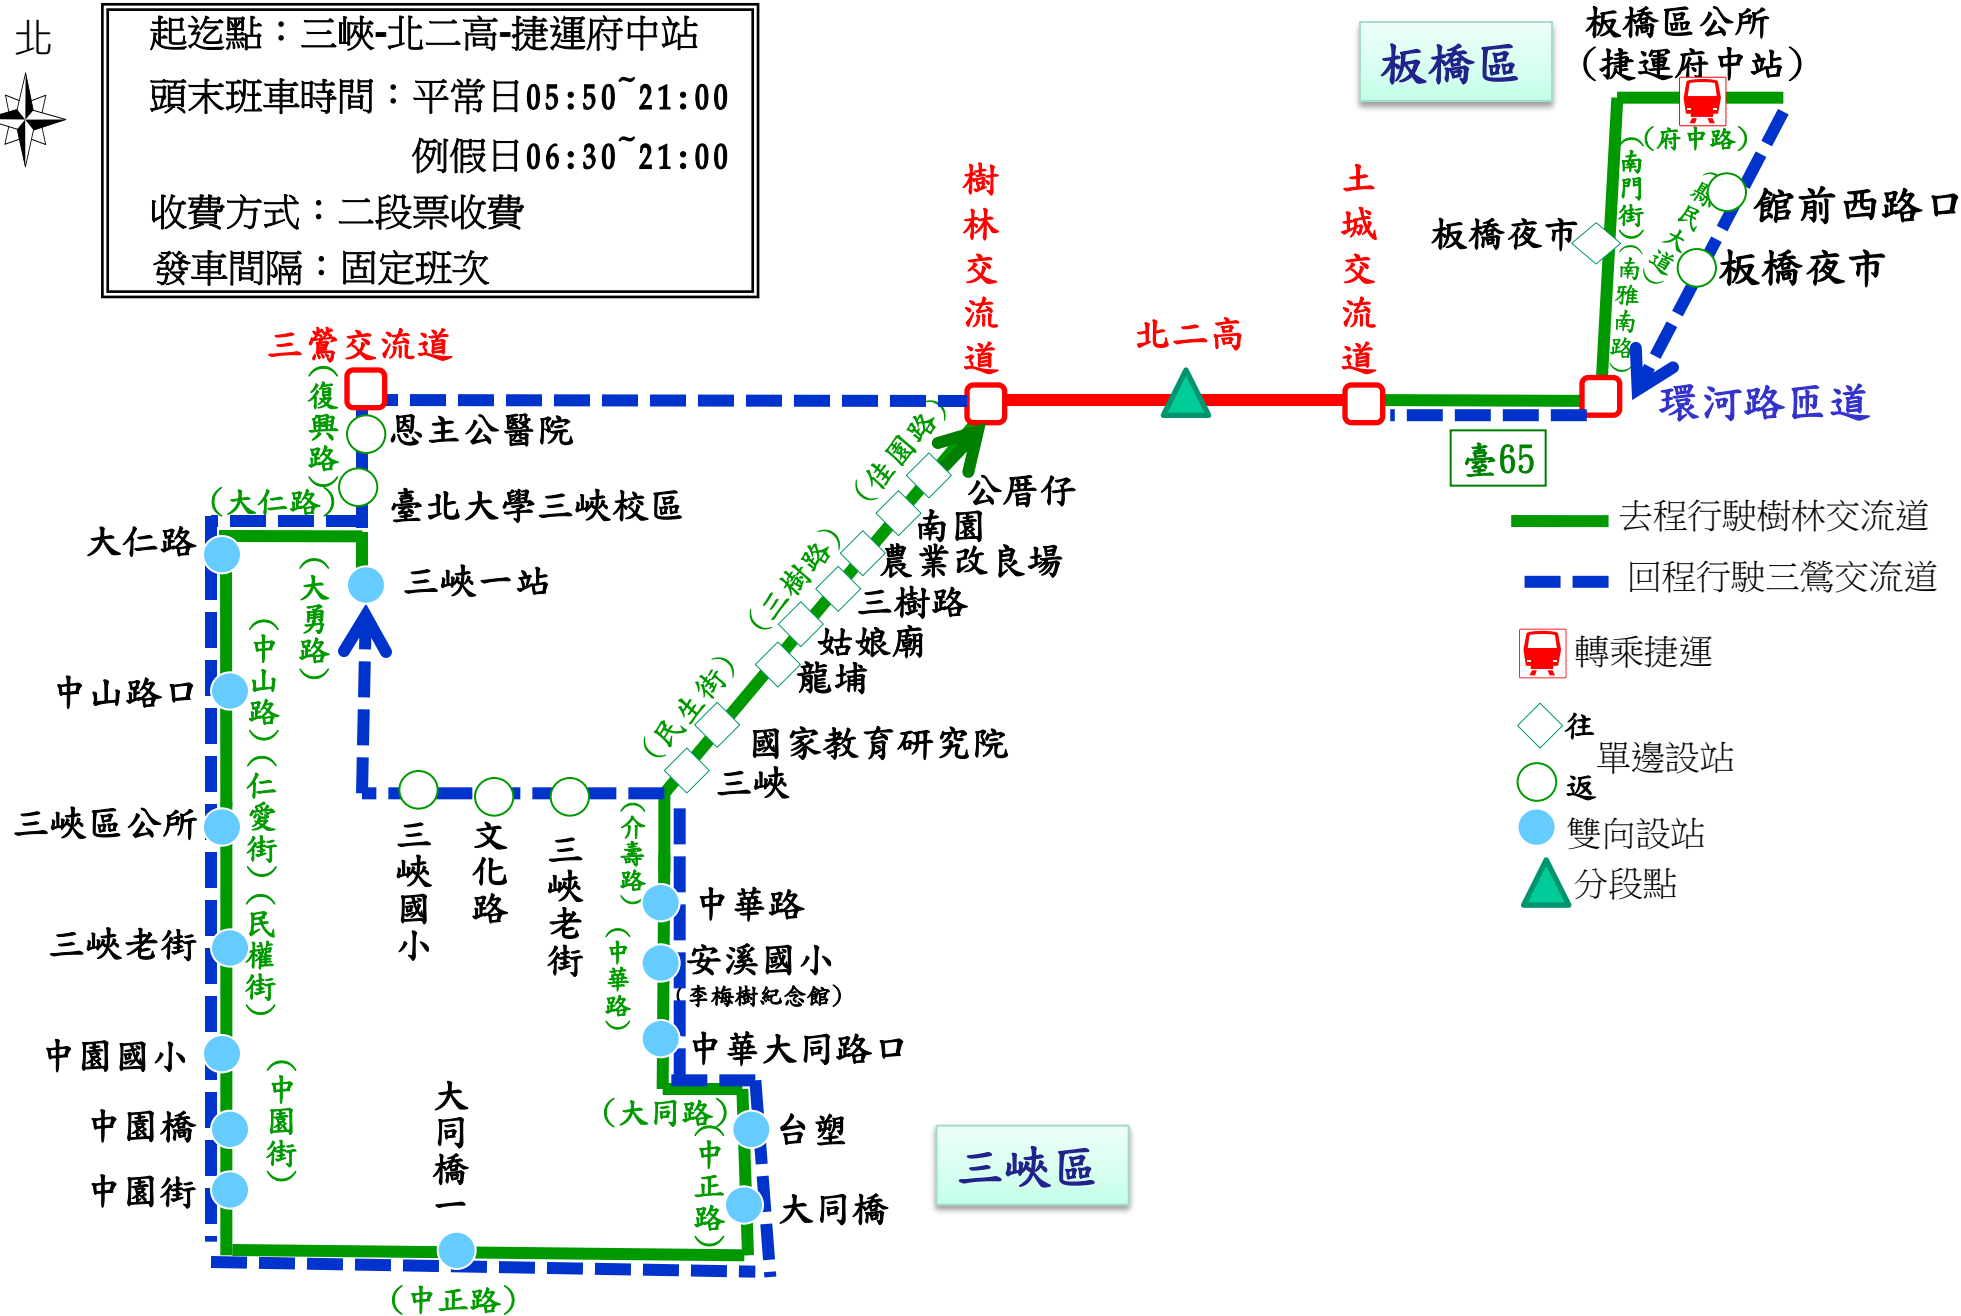 北
起迄點：三峽-北二高-捷運府中站
頭末班車時間：平常日05:50~21:00
例假日06:30~21:00
收費方式：二段票收費
發車間隔：固定班次
板橋區
板橋區公所
(捷運府中站)
(府中路)
(南門街)
(南雅南路)
(縣民大道)
館前西路口
板橋夜市
板橋夜市
樹林交流道
土城交流道
北二高
三鶯交流道
環河路匝道
臺65
(復興路)
恩主公醫院
臺北大學三峽校區
(大仁路)
大仁路
三峽一站
(大勇路)
(中山路)
中山路口
(仁愛街)
三峽區公所
(民權街)
三峽老街
中園國小
(中園街)
中園橋
中園街
大同橋一
(中正路)
(佳園路)
公厝仔
南園
農業改良場
(三樹路)
三樹路
姑娘廟
龍埔
(民生街)
國家教育研究院
三峽
三峽國小
文化路
三峽老街
(介壽路)
中華路
安溪國小
(李梅樹紀念館)
(中華路)
中華大同路口
(大同路)
台塑
(中正路)
大同橋
三峽區
去程行駛樹林交流道
回程行駛三鶯交流道
轉乘捷運
往
單邊設站
返
雙向設站
分段點